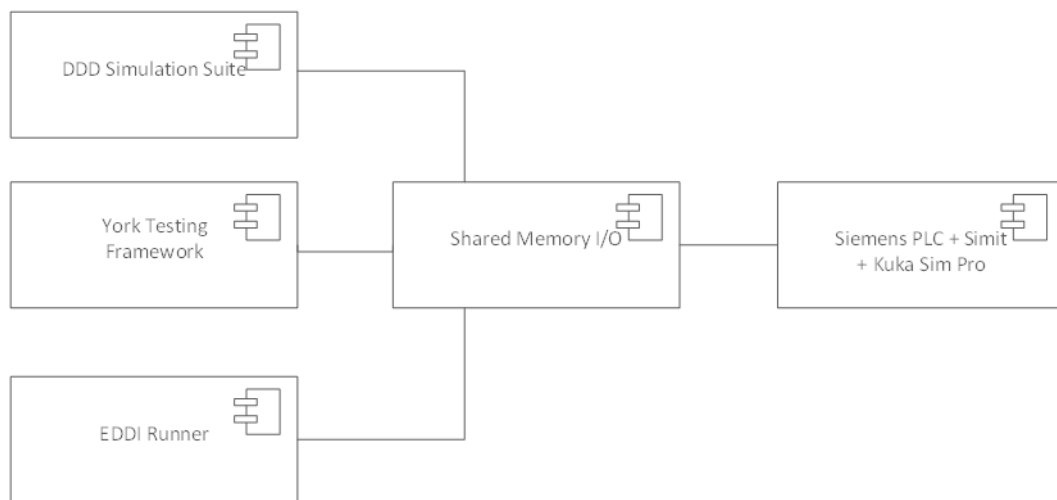 DDD Simulation Suite
York Testing
Framework
Shared Memory I/O
Siemens PLC + Simit
+ Kuka Sim Pro
EDDI Runner